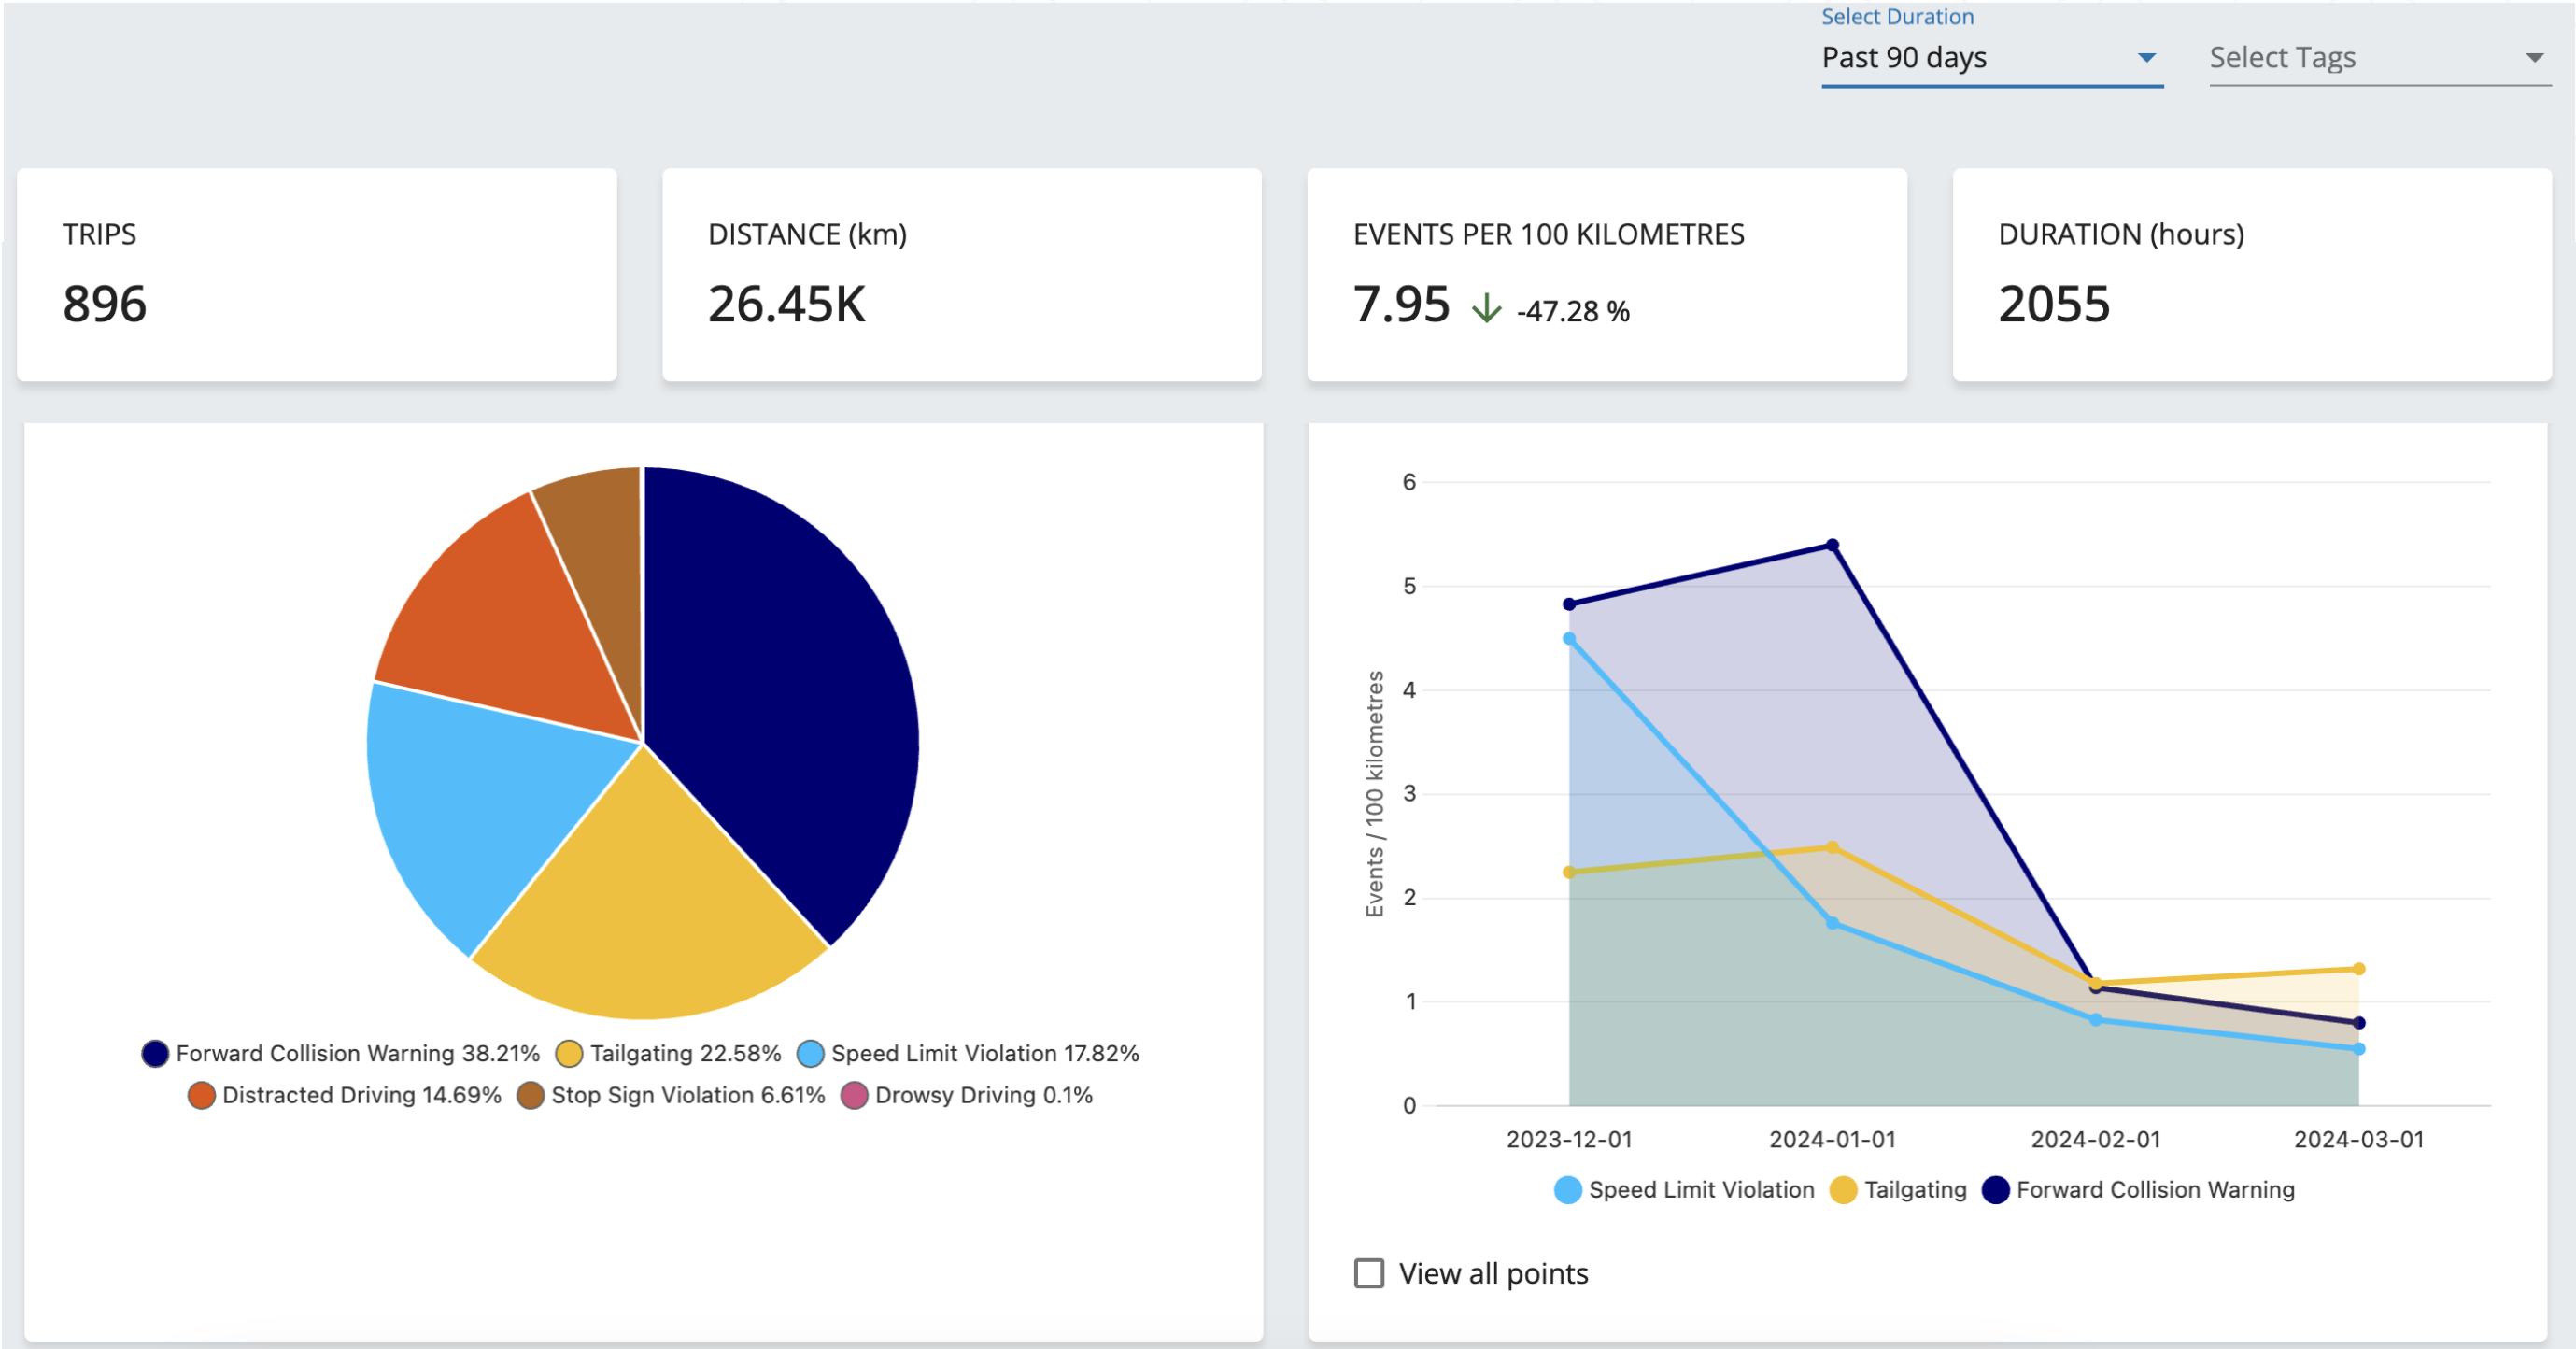 Select Duration
Past 90 days
Select Tags
TRIPS
896
DISTANCE (km)
26.45K
EVENTS PER 100 KILOMETRES
7.95 -47.28 %
DURATION (hours)
2055
Forward Collision Warning 38.21% Tailgating 22.58% Speed Limit Violation 17.82%
Distracted Driving 14.69% Stop Sign Violation 6.61% Drowsy Driving 0.1%
Events / 100 kilometres
6
5
4
3
2
1
0
2023-12-01 2024-01-01 2024-02-01 2024-03-01
Speed Limit Violation Tailgating Forward Collision Warning
View all points